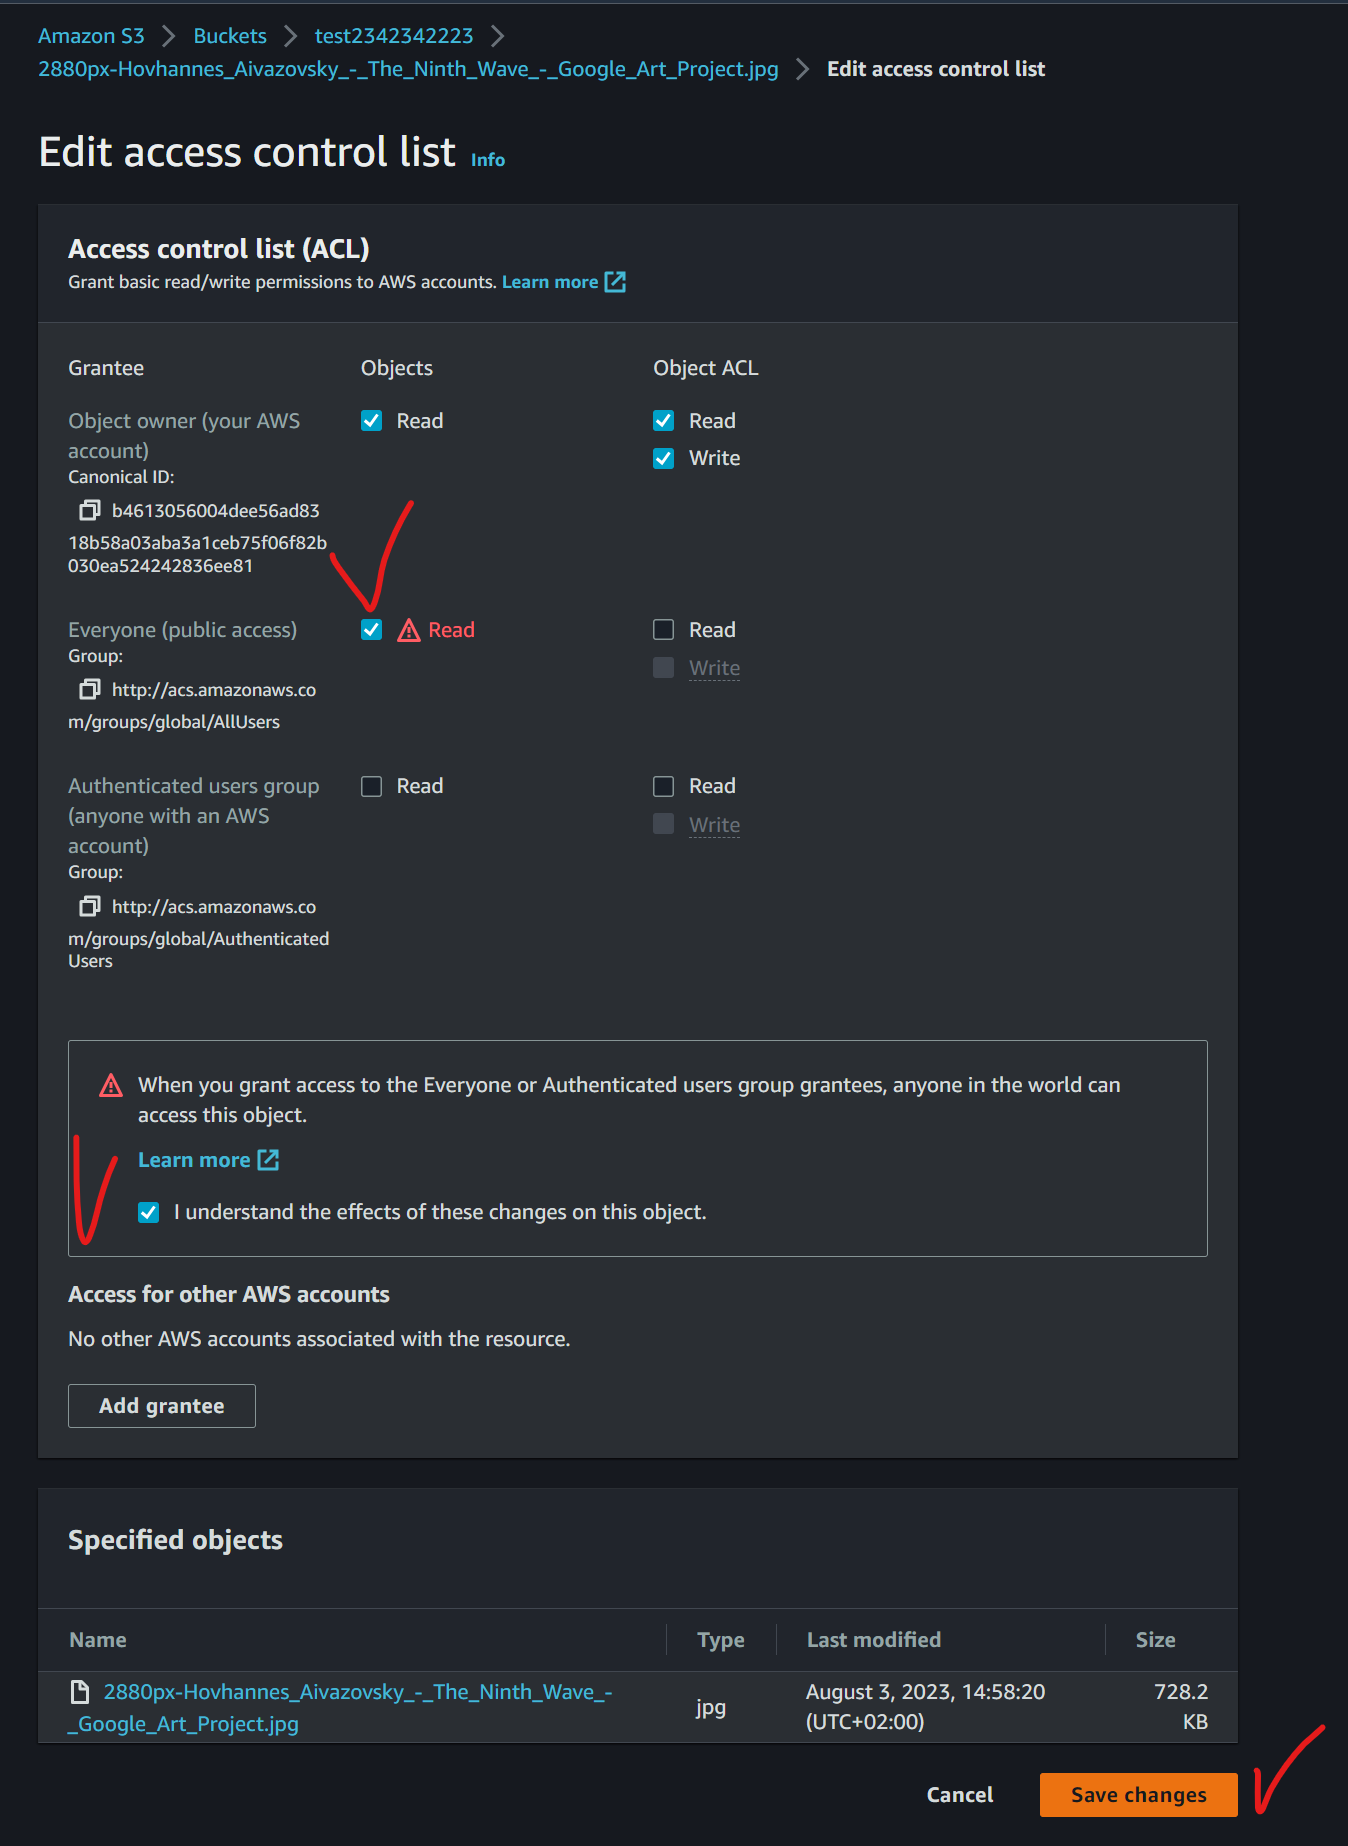 Amazon S3 > Buckets > test2342342223 >
2880px-Hovhannes_Aivazovsky_-_The_Ninth_Wave_-_Google_Art_Project.jpg > Edit access control list
Edit access control list Info
Access control list (ACL)
Grant basic read/write permissions to AWS accounts. Learn more
Grantee Objects Object ACL
Object owner (your AWS Read Read
account) Write
Canonical ID:
b4613056004dee56ad83
18b58a03aba3a1ceb75f06f82b
030ea524242836ee81
Everyone (public access) Read Read
Group: Write
http://acs.amazonaws.co
m/groups/global/AllUsers
Authenticated users group Read Read
(anyone with an AWS Write
account)
Group:
http://acs.amazonaws.co
m/groups/global/Authenticated
Users
When you grant access to the Everyone or Authenticated users group grantees, anyone in the world can
access this object.
Learn more
I understand the effects of these changes on this object.
Access for other AWS accounts
No other AWS accounts associated with the resource.
Add grantee
Specified objects
Name Type Last modified Size
2880px-Hovhannes_Aivazovsky_-_The_Ninth_Wave_- jpg August 3, 2023, 14:58:20 728.2
_Google_Art_Project.jpg (UTC+02:00) KB
Cancel Save changes